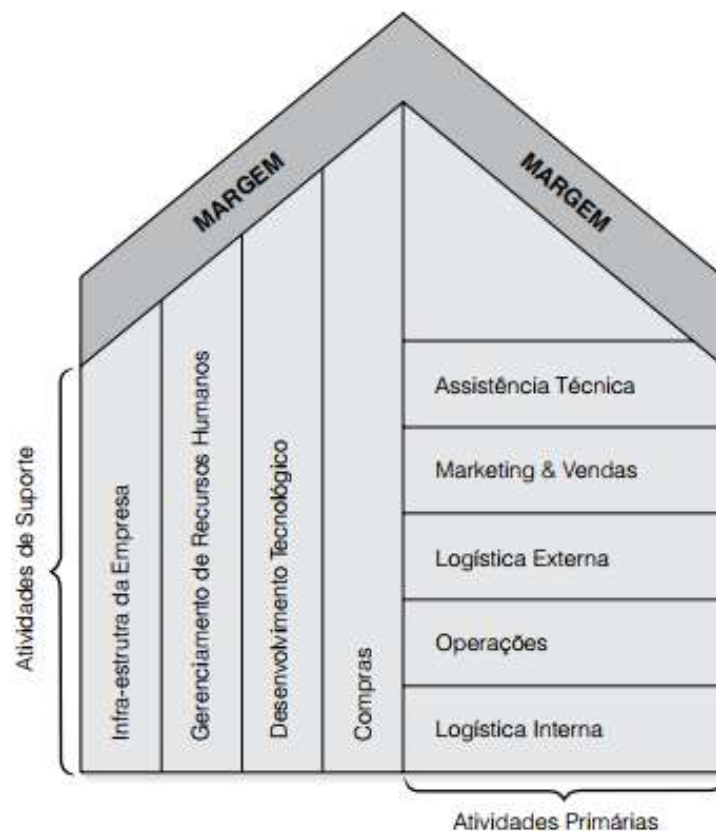 MARGEM
MARGEM
Atividades de Suporte
Infra-estrutra da Empresa
Gerenciamento de Recursos Humanos
Desenvolvimento Tecnológico
Compras
Assistência Técnica
Marketing & Vendas
Logística Externa
Operações
Logística Interna
Atividades Primárias